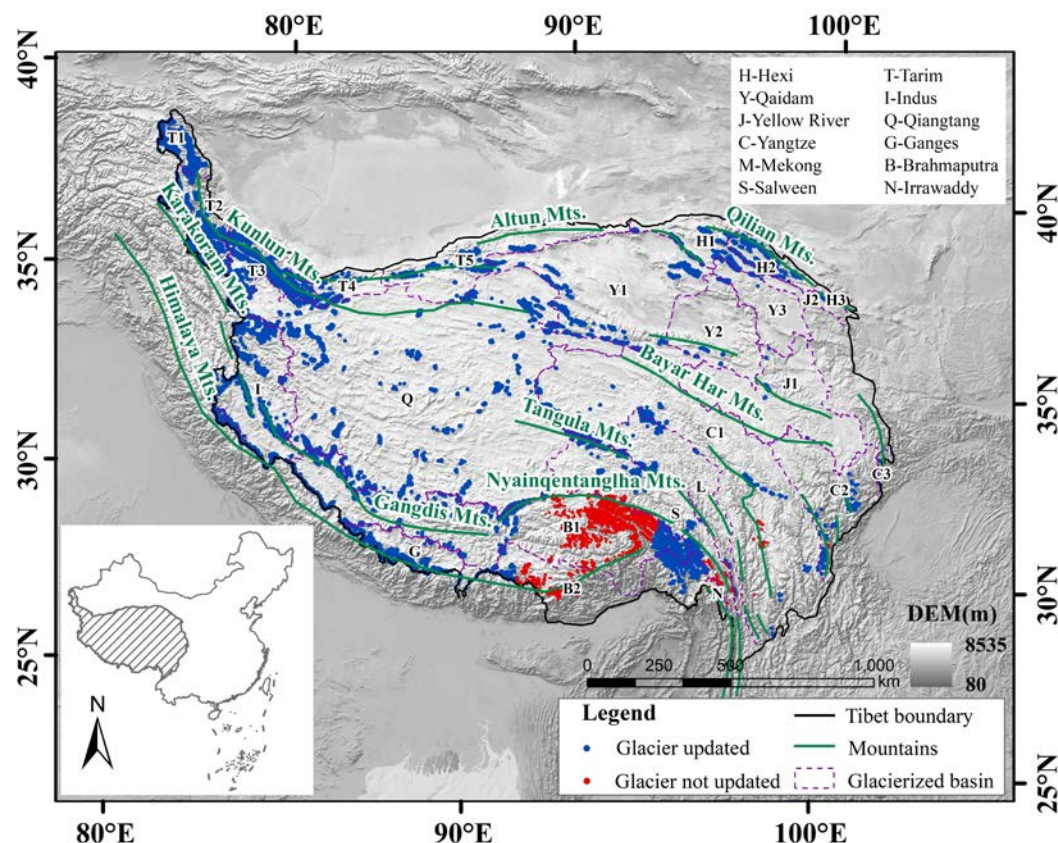 80°E 90°E 100°E
40°N
H-Hexi T-Tarim
Y-Qaidam I-Indus
J-Yellow River Q-Qiangtang
C-Yangtze G-Ganges
M-Mekong B-Brahmaputra
S-Salween N-Irrawaddy
T1
T2
Karakoram Mts.
Kunlun Mts.
Altun Mts.
Qilian Mts.
40°N
35°N
T3
T4
T5
H1
H2
H3
J2
Y1
Y3
Y2
Himalaya Mts.
I
Q
Bayar Har Mts.
J1
35°N
Tangula Mts.
C1
30°N
Nyainqentanglha Mts.
L
C2
C3
Gangdis Mts.
S
B1
G
B2
N
30°N
DEM(m)
8535
80
0 250 500 1,000
km
25°N
N
Legend
Glacier updated
Glacier not updated
Tibet boundary
Mountains
Glacierized basin
25°N
80°E 90°E 100°E